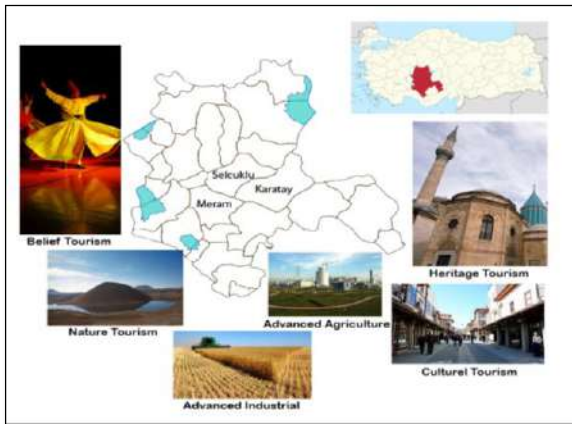 Selcuklu
Karatay
Meram
Belief Tourism
Heritage Tourism
Nature Tourism
Advanced Agriculture
Culturel Tourism
Advanced Industrial